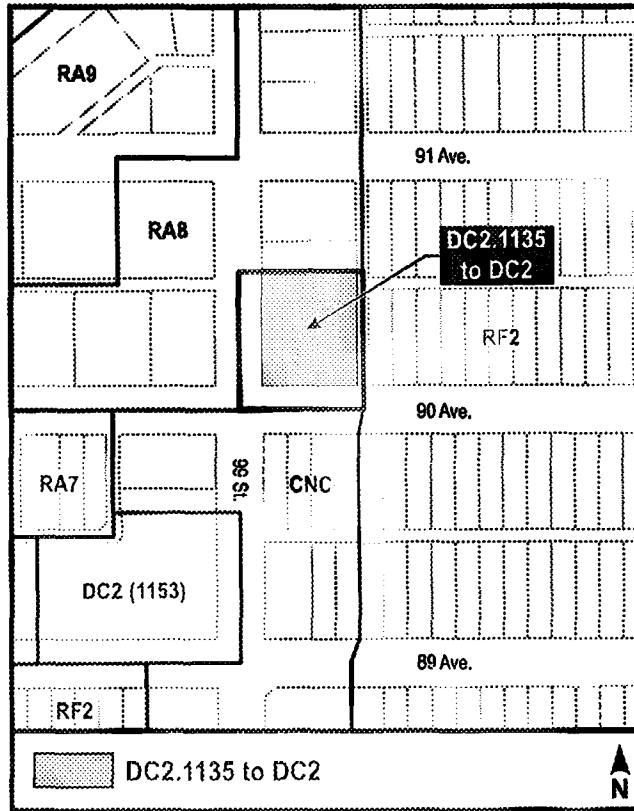 RA9
91 Ave.
RA8
DC2.1135
to DC2
RF2
90 Ave.
99 St.
RA7
CNC
DC2 (1153)
89 Ave.
RF2
DC2.1135 to DC2
N